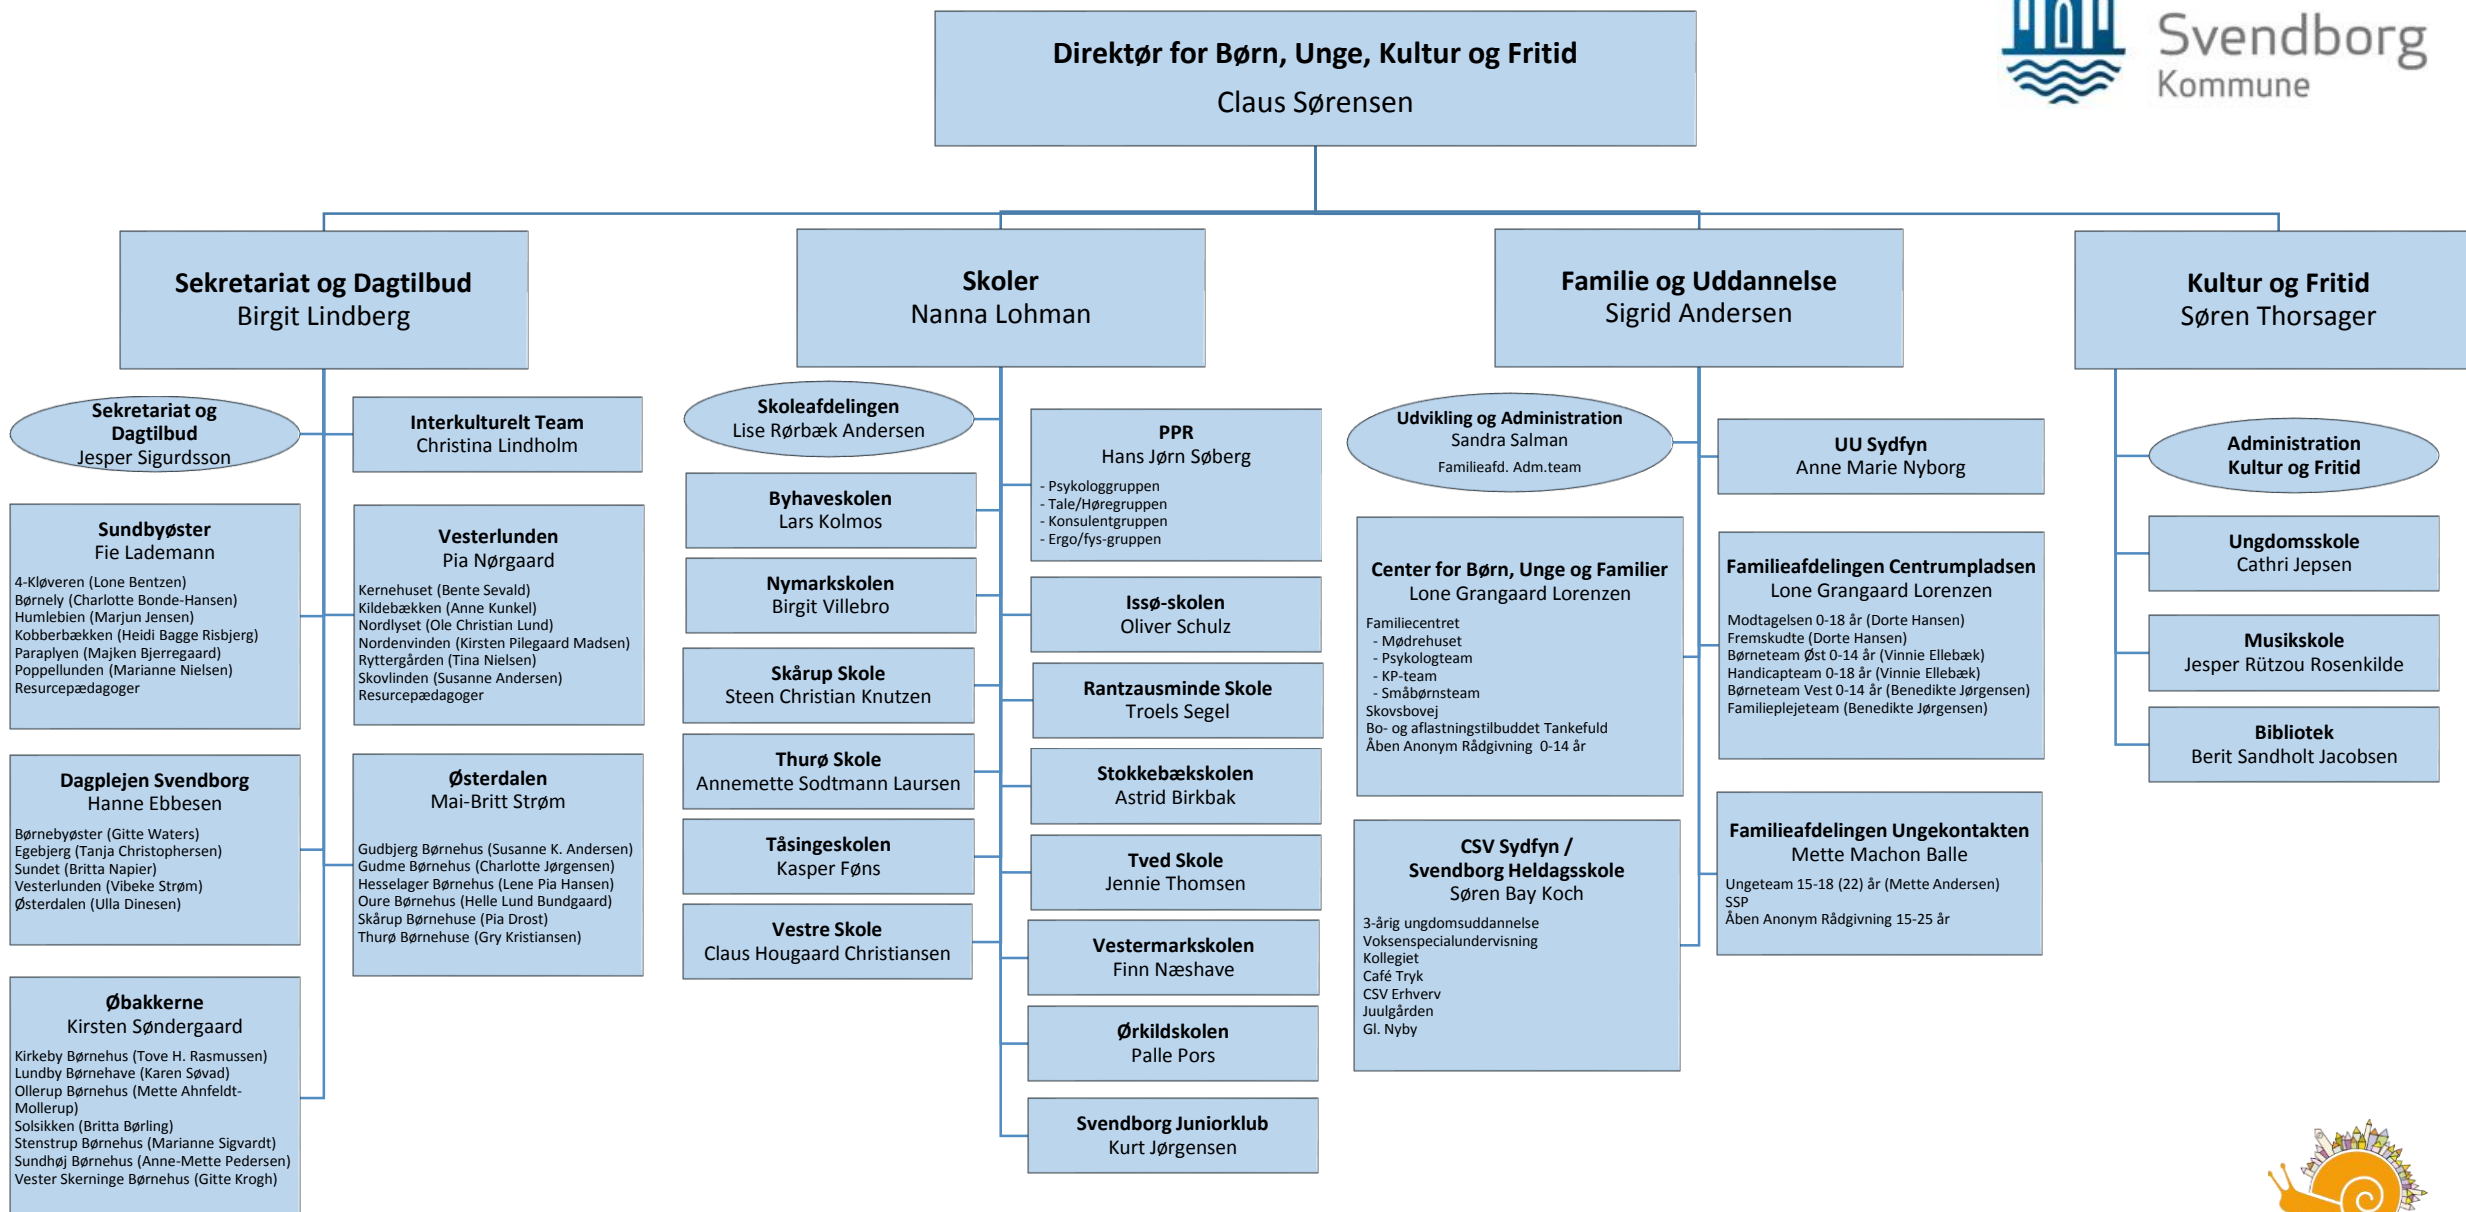 Svendborg
Kommune
Direktør for Børn, Unge, Kultur og Fritid
Claus Sørensen
Sekretariat og Dagtilbud
Birgit Lindberg
Sekretariat og
Dagtilbud
Jesper Sigurdsson
Interkulturelt Team
Christina Lindholm
Sundbyøster
Fie Lademann
4-Kløveren (Lone Bentzen)
Børnely (Charlotte Bonde-Hansen)
Humlebien (Marjun Jensen)
Kobberbækken (Heidi Bagge Risbjerg)
Paraplyen (Majken Bjerregaard)
Poppellunden (Marianne Nielsen)
Resurcepædagoger
Vesterlunden
Pia Nørgaard
Kernehuset (Bente Sevald)
Kildebækken (Anne Kunkel)
Nordlyset (Ole Christian Lund)
Nordenvinden (Kirsten Pilegaard Madsen)
Ryttergården (Tina Nielsen)
Skovlinden (Susanne Andersen)
Resurcepædagoger
Dagplejen Svendborg
Hanne Ebbesen
Børnebyøster (Gitte Waters)
Egebjerg (Tanja Christophersen)
Sundet (Britta Napier)
Vesterlunden (Vibeke Strøm)
Østerdalen (Ulla Dinesen)
Østerdalen
Mai-Britt Strøm
Gudbjerg Børnehus (Susanne K. Andersen)
Gudme Børnehus (Charlotte Jørgensen)
Hesselager Børnehus (Lene Pia Hansen)
Oure Børnehus (Helle Lund Bundgaard)
Skårup Børnehuse (Pia Drost)
Thurø Børnehuse (Gry Kristiansen)
Øbakkerne
Kirsten Søndergaard
Kirkeby Børnehus (Tove H. Rasmussen)
Lundby Børnehave (Karen Søvad)
Ollerup Børnehus (Mette Ahnfeldt-
Mollerup)
Solsikken (Britta Børling)
Stenstrup Børnehus (Marianne Sigvardt)
Sundhøj Børnehus (Anne-Mette Pedersen)
Vester Skerninge Børnehus (Gitte Krogh)
Skoler
Nanna Lohman
Skoleafdelingen
Lise Rørbæk Andersen
PPR
Hans Jørn Søberg
- Psykologgruppen
- Tale/Høregruppen
- Konsulentgruppen
- Ergo/fys-gruppen
Byhaveskolen
Lars Kolmos
Nymarkskolen
Birgit Villebro
Issø-skolen
Oliver Schulz
Skårup Skole
Steen Christian Knutzen
Rantzausminde Skole
Troels Segel
Thurø Skole
Annemette Sodtmann Laursen
Stokkebækskolen
Astrid Birkbak
Tåsingeskolen
Kasper Føns
Tved Skole
Jennie Thomsen
Vestre Skole
Claus Hougaard Christiansen
Vestermarkskolen
Finn Næshave
Ørkildskolen
Palle Pors
Svendborg Juniorklub
Kurt Jørgensen
Familie og Uddannelse
Sigrid Andersen
Udvikling og Administration
Sandra Salman
Familieafd. Adm.team
UU Sydfyn
Anne Marie Nyborg
Center for Børn, Unge og Familier
Lone Grangaard Lorenzen
Familiecentret
- Mødrehuset
- Psykologteam
- KP-team
- Småbørnsteam
Skovsbovej
Bo- og aflastningstilbuddet Tankefuld
Åben Anonym Rådgivning 0-14 år
Familieafdelingen Centrumpladsen
Lone Grangaard Lorenzen
Modtagelsen 0-18 år (Dorte Hansen)
Fremskudte (Dorte Hansen)
Børneteam Øst 0-14 år (Vinnie Ellebæk)
Handicapteam 0-18 år (Vinnie Ellebæk)
Børneteam Vest 0-14 år (Benedikte Jørgensen)
Familieplejeteam (Benedikte Jørgensen)
CSV Sydfyn /
Svendborg Heldagsskole
Søren Bay Koch
3-årig ungdomsuddannelse
Voksenspecialundervisning
Kollegiet
Café Tryk
CSV Erhverv
Juulgården
Gl. Nyby
Familieafdelingen Ungekontakten
Mette Machon Balle
Ungeteam 15-18 (22) år (Mette Andersen)
SSP
Åben Anonym Rådgivning 15-25 år
Kultur og Fritid
Søren Thorsager
Administration
Kultur og Fritid
Ungdomsskole
Cathri Jepsen
Musikskole
Jesper Rützou Rosenkilde
Bibliotek
Berit Sandholt Jacobsen